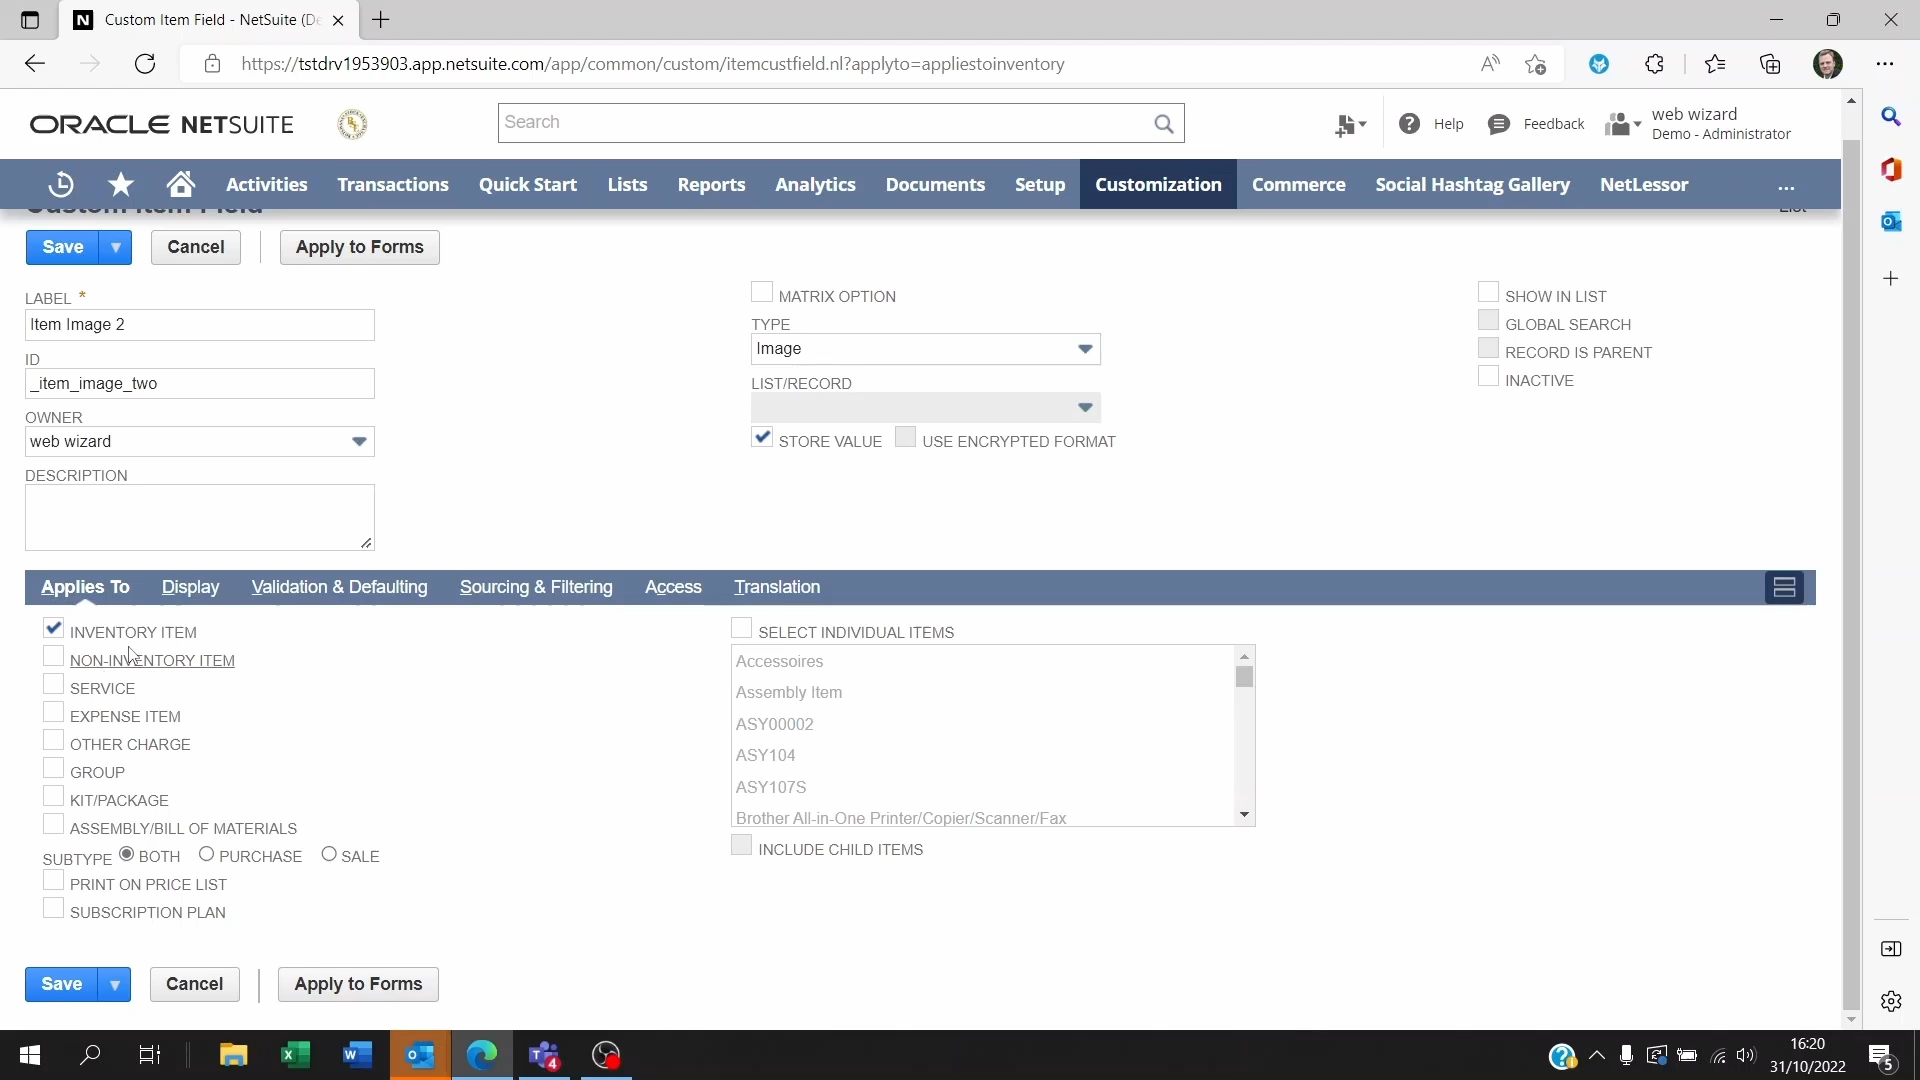 Custom Item Field - NetSuite (De
https://tstdrv1953903.app.netsuite.com/app/common/custom/itemcustfield.nl?applyto=appliestoinventory
ORACLE NETSUITE
Search
Help
Feedback
web wizard
Demo - Administrator
Activities
Transactions
Quick Start
Lists
Reports
Analytics
Documents
Setup
Customization
Commerce
Social Hashtag Gallery
NetLessor
...
Custom Item Field
List
Save
Cancel
Apply to Forms
LABEL *
Item Image 2
ID
_item_image_two
OWNER
web wizard
DESCRIPTION
MATRIX OPTION
TYPE
Image
LIST/RECORD
STORE VALUE
USE ENCRYPTED FORMAT
SHOW IN LIST
GLOBAL SEARCH
RECORD IS PARENT
INACTIVE
Applies To
Display
Validation & Defaulting
Sourcing & Filtering
Access
Translation
INVENTORY ITEM
NON-INVENTORY ITEM
SERVICE
EXPENSE ITEM
OTHER CHARGE
GROUP
KIT/PACKAGE
ASSEMBLY/BILL OF MATERIALS
SUBTYPE BOTH PURCHASE SALE
PRINT ON PRICE LIST
SUBSCRIPTION PLAN
SELECT INDIVIDUAL ITEMS
Accessoires
Assembly Item
ASY00002
ASY104
ASY107S
Brother All-in-One Printer/Copier/Scanner/Fax
INCLUDE CHILD ITEMS
Save
Cancel
Apply to Forms
16:20
31/10/2022
4
5